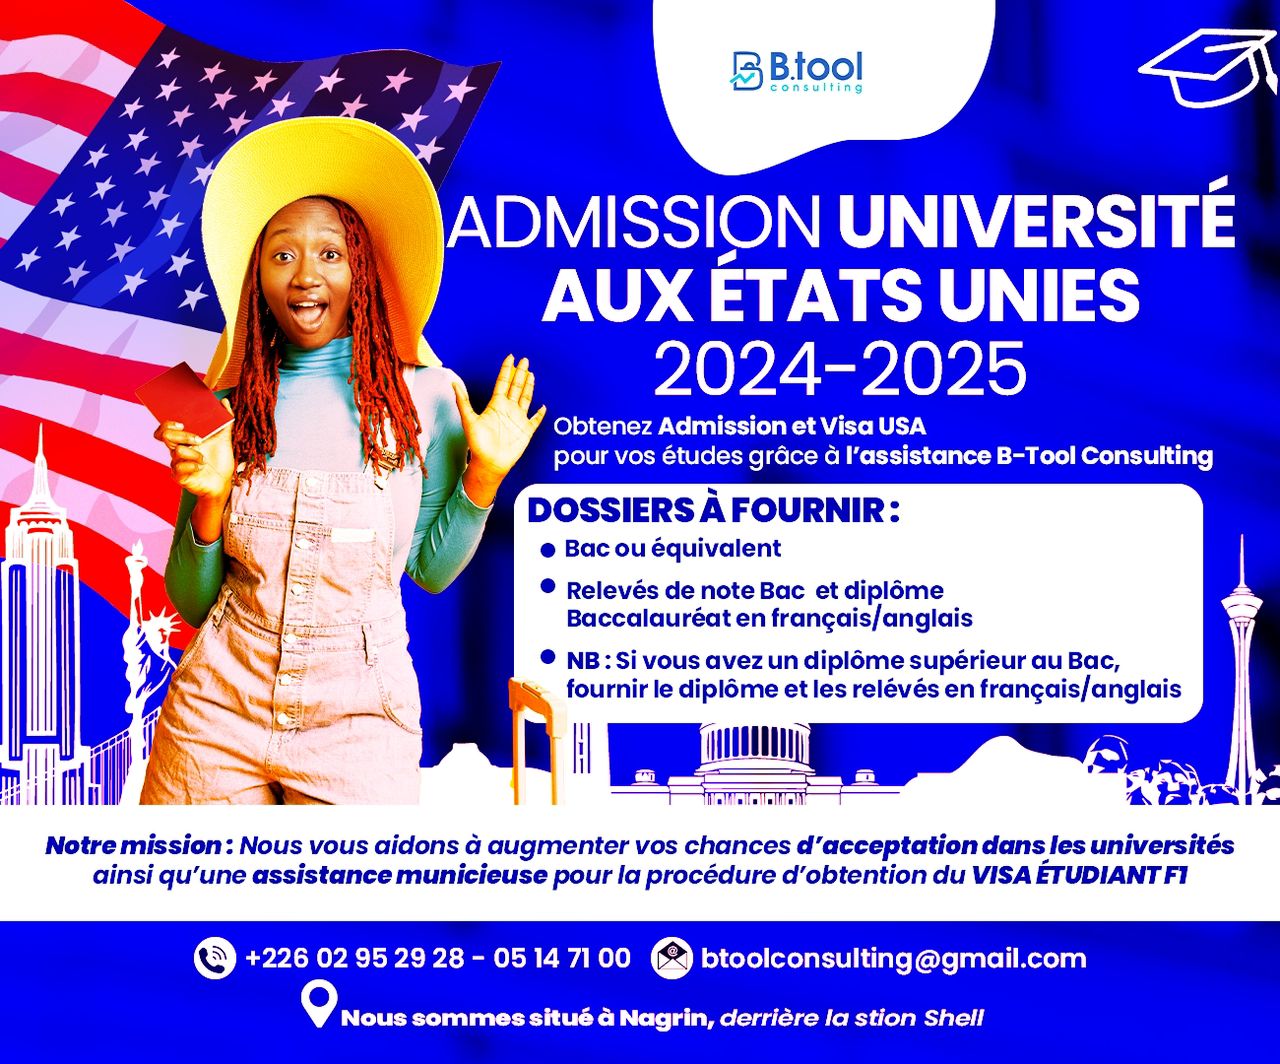 B.tool
consulting
ADMISSION UNIVERSITÉ
AUX ÉTATS UNIES
2024-2025
Obtenez Admission et Visa USA
pour vos études grâce à l’assistance B-Tool Consulting
DOSSIERS À FOURNIR :
● Bac ou équivalent
● Relevés de note Bac et diplôme
Baccalauréat en français/anglais
● NB : Si vous avez un diplôme supérieur au Bac,
fournir le diplôme et les relévés en français/anglais
Notre mission : Nous vous aidons à augmenter vos chances d’acceptation dans les universités
ainsi qu’une assistance municieuse pour la procédure d’obtention du VISA ÉTUDIANT F1
+226 02 95 29 28 - 05 14 71 00 btoolconsulting@gmail.com
Nous sommes situé à Nagrin, derrière la stion Shell